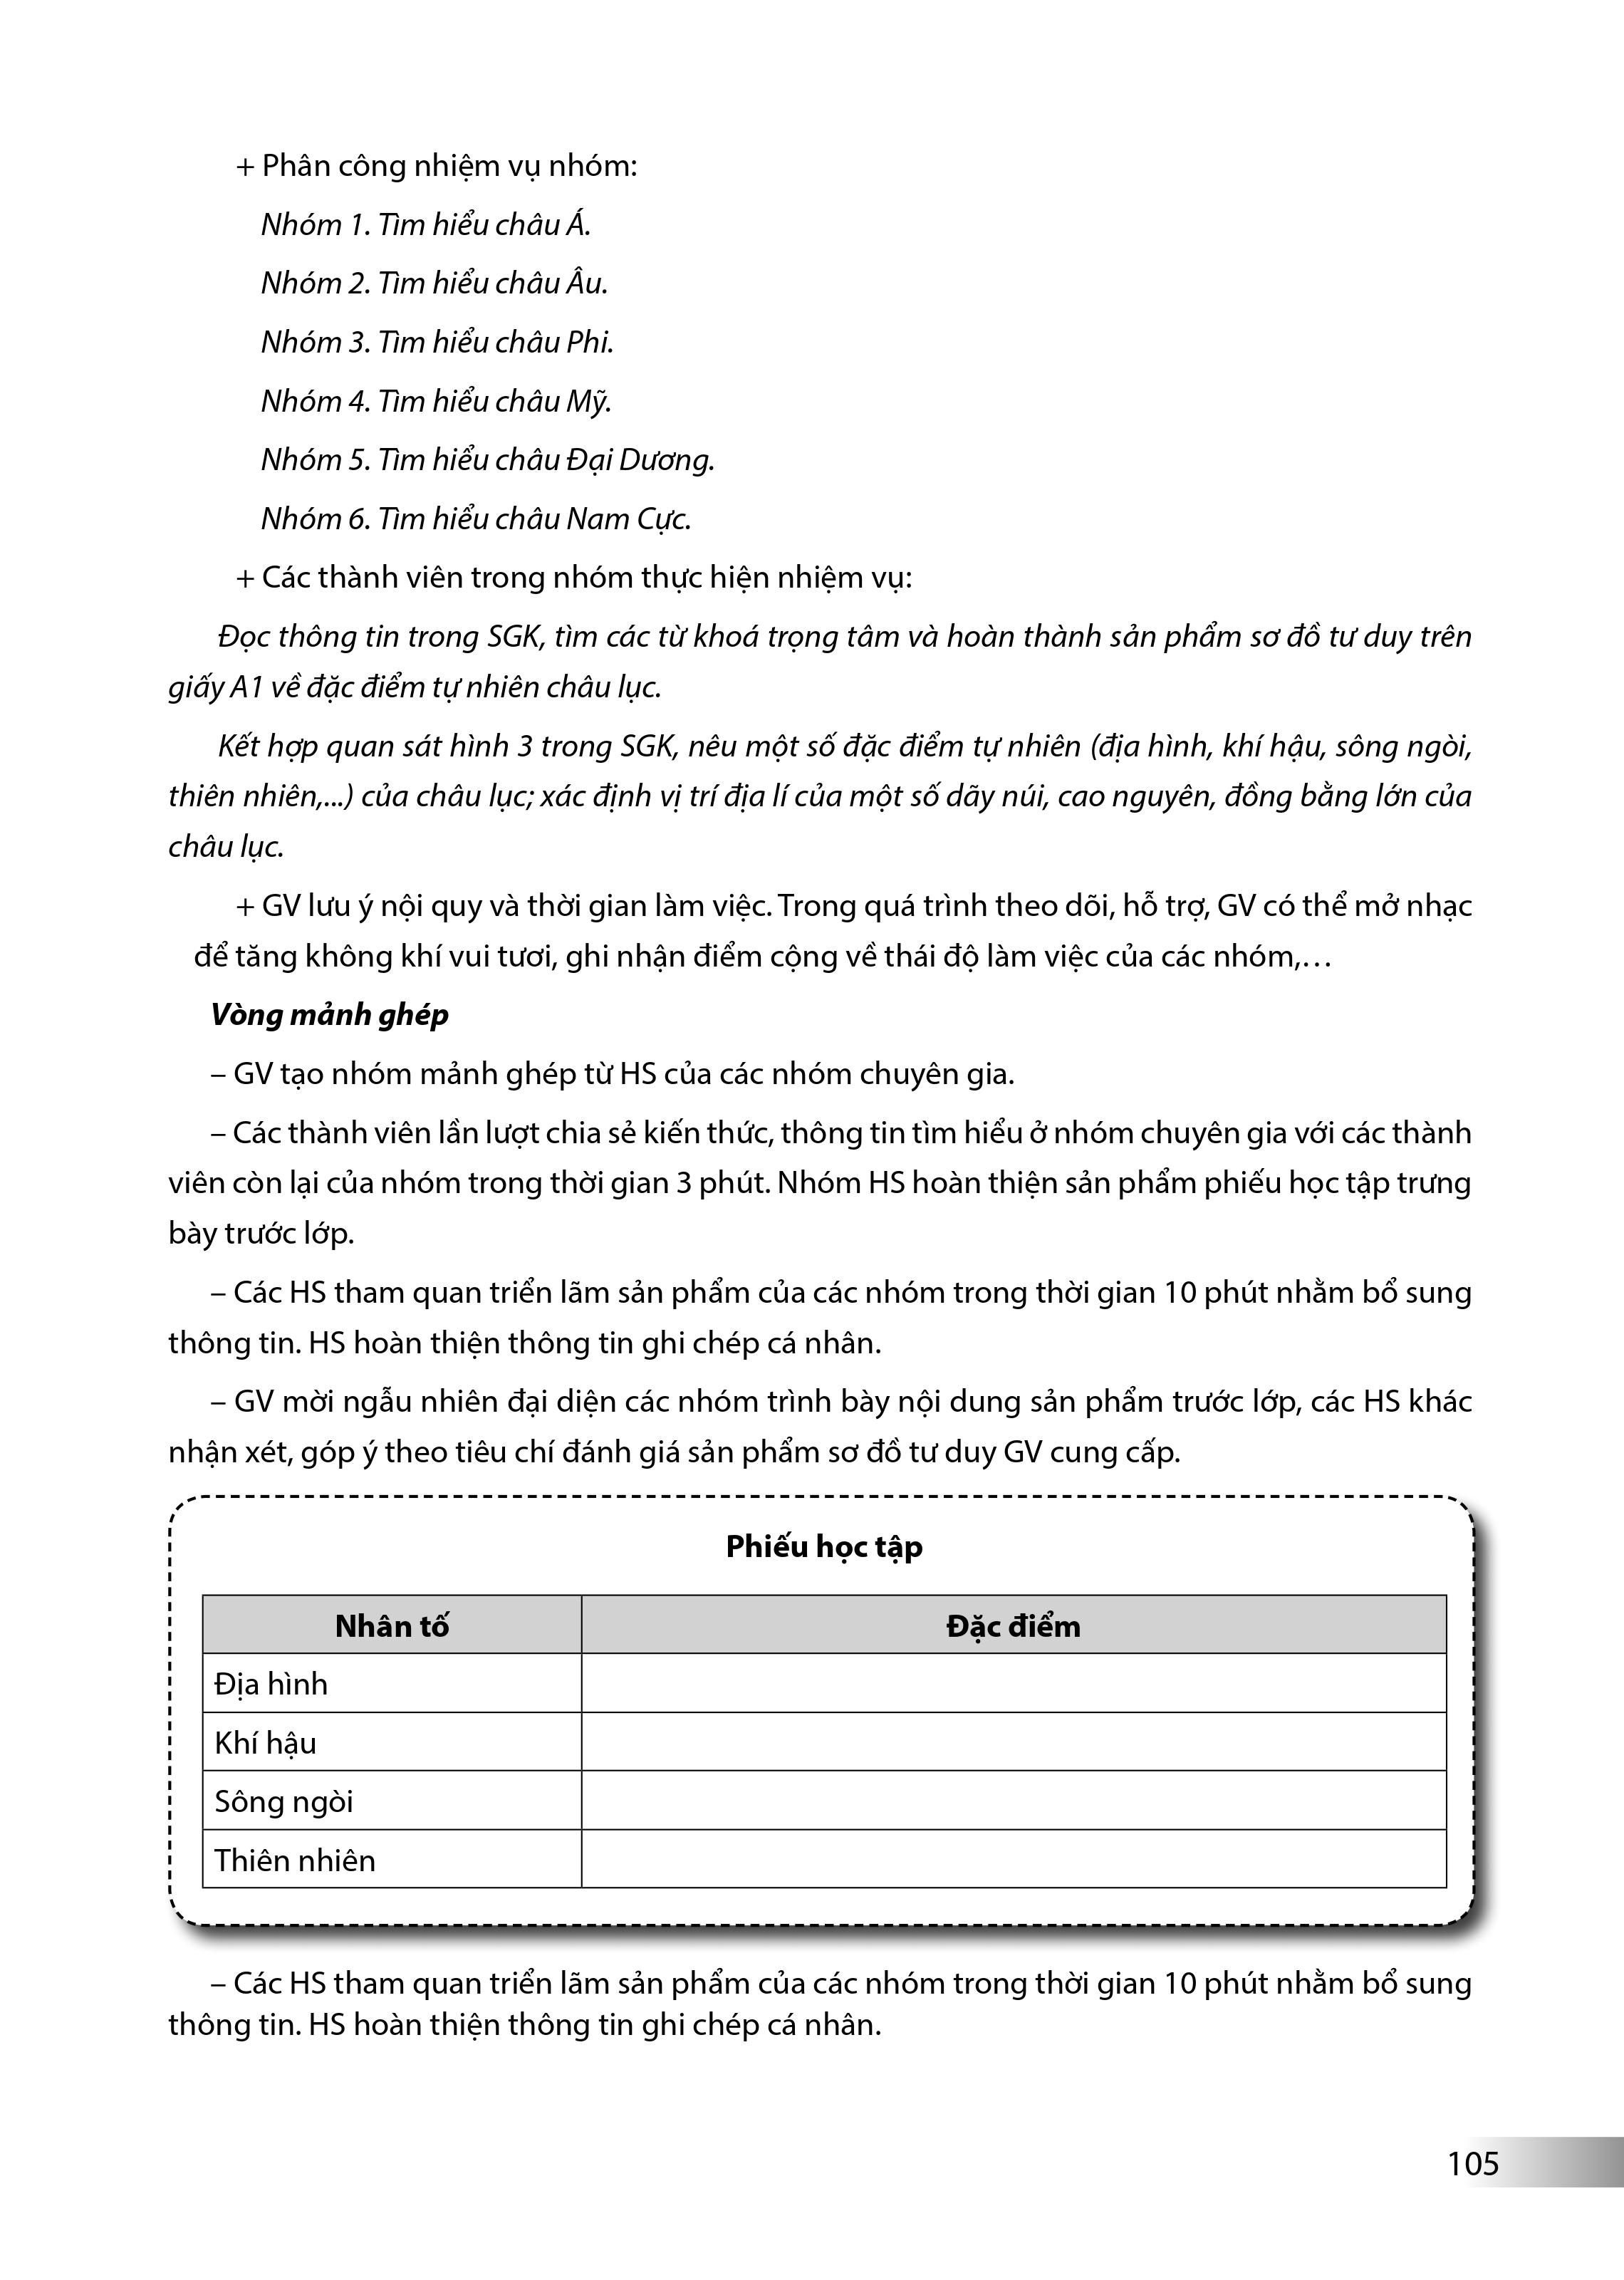 + Phân công nhiệm vụ nhóm:
Nhóm 1. Tìm hiểu châu Á.
Nhóm 2. Tìm hiểu châu Âu.
Nhóm 3. Tìm hiểu châu Phi.
Nhóm 4. Tìm hiểu châu Mỹ.
Nhóm 5. Tìm hiểu châu Đại Dương.
Nhóm 6. Tìm hiểu châu Nam Cực.
+ Các thành viên trong nhóm thực hiện nhiệm vụ:
Đọc thông tin trong SGK, tìm các từ khoá trọng tâm và hoàn thành sản phẩm sơ đồ tư duy trên
giấy A1 về đặc điểm tự nhiên châu lục.
Kết hợp quan sát hình 3 trong SGK, nêu một số đặc điểm tự nhiên (địa hình, khí hậu, sông ngòi,
thiên nhiên,...) của châu lục; xác định vị trí địa lí của một số dãy núi, cao nguyên, đồng bằng lớn của
châu lục.
+ GV lưu ý nội quy và thời gian làm việc. Trong quá trình theo dõi, hỗ trợ, GV có thể mở nhạc
để tăng không khí vui tươi, ghi nhận điểm cộng về thái độ làm việc của các nhóm,…
Vòng mảnh ghép
– GV tạo nhóm mảnh ghép từ HS của các nhóm chuyên gia.
– Các thành viên lần lượt chia sẻ kiến thức, thông tin tìm hiểu ở nhóm chuyên gia với các thành
viên còn lại của nhóm trong thời gian 3 phút. Nhóm HS hoàn thiện sản phẩm phiếu học tập trưng
bày trước lớp.
– Các HS tham quan triển lãm sản phẩm của các nhóm trong thời gian 10 phút nhằm bổ sung
thông tin. HS hoàn thiện thông tin ghi chép cá nhân.
– GV mời ngẫu nhiên đại diện các nhóm trình bày nội dung sản phẩm trước lớp, các HS khác
nhận xét, góp ý theo tiêu chí đánh giá sản phẩm sơ đồ tư duy GV cung cấp.
Phiếu học tập
Nhân tố Đặc điểm
Địa hình
Khí hậu
Sông ngòi
Thiên nhiên
– Các HS tham quan triển lãm sản phẩm của các nhóm trong thời gian 10 phút nhằm bổ sung
thông tin. HS hoàn thiện thông tin ghi chép cá nhân.
105